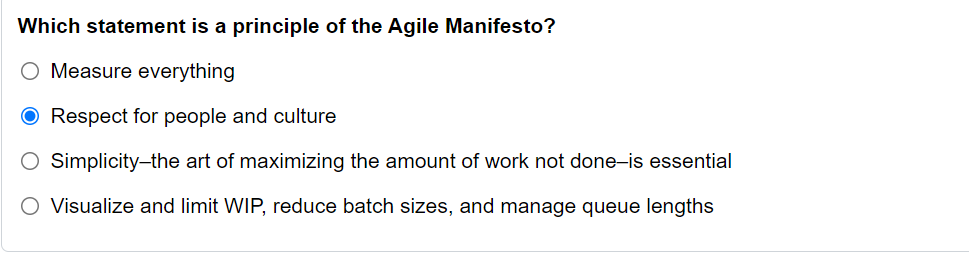 Which statement is a principle of the Agile Manifesto?
Measure everything
Respect for people and culture
Simplicity–the art of maximizing the amount of work not done–is essential
Visualize and limit WIP, reduce batch sizes, and manage queue lengths